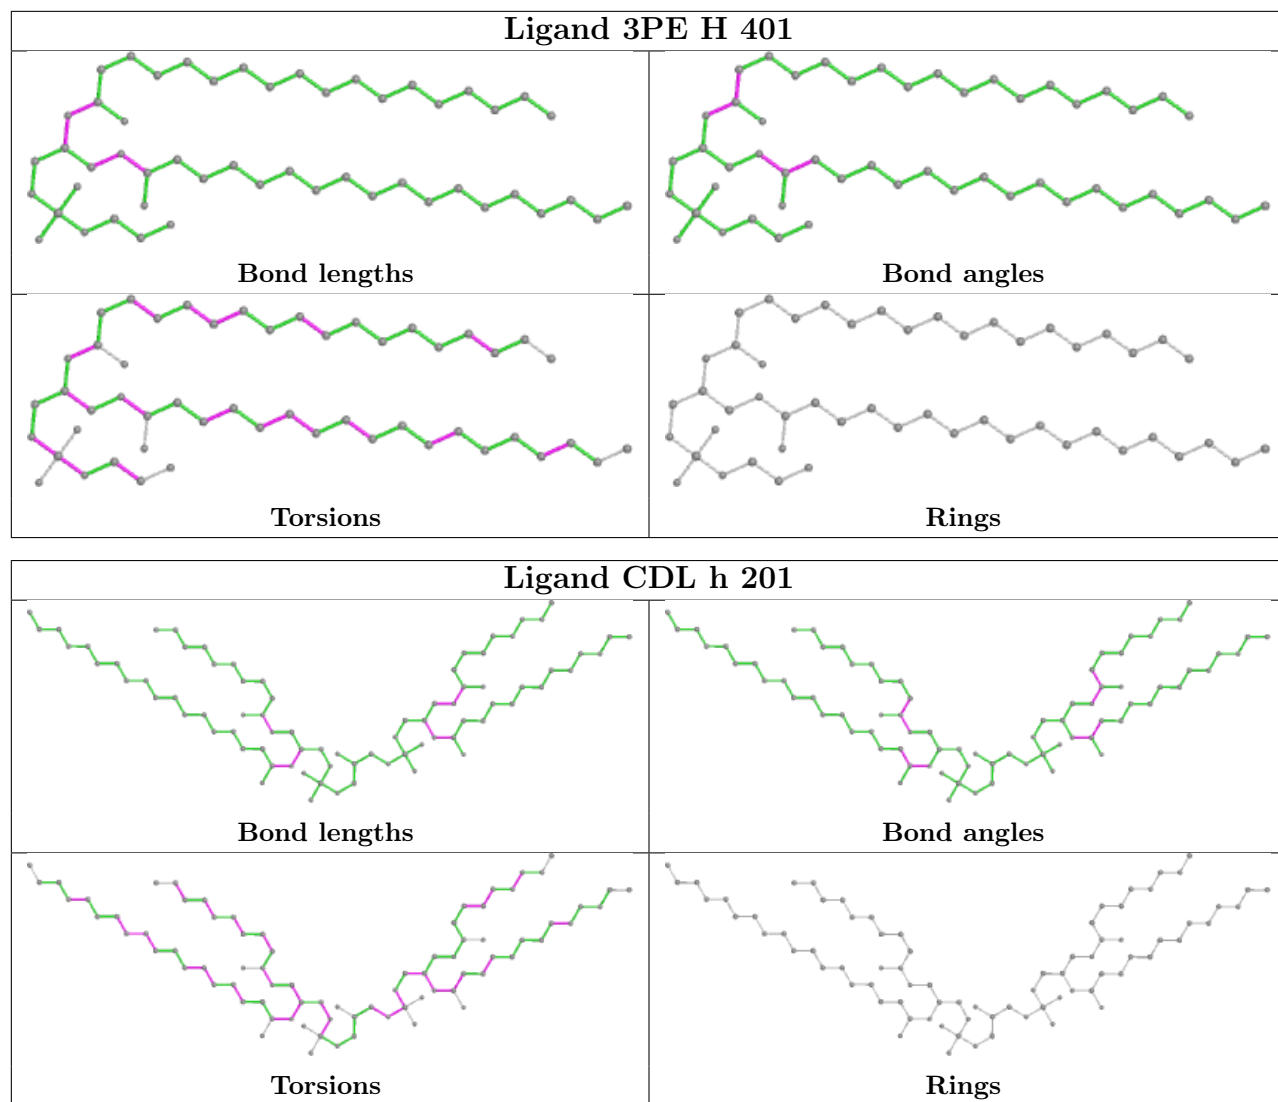 Ligand 3PE H 401
Bond lengths
Bond angles
Torsions
Rings
Ligand CDL h 201
Bond lengths
Bond angles
Torsions
Rings